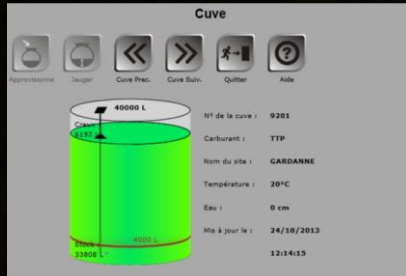 Cuve
Approvisionne
Jauger
Cuve Prec.
Cuve Suiv.
Quitter
Aide
40000 L
Creux :
6192 L
4000 L
Stock :
33808 L
N° de la cuve : 9201
Carburant : TTP
Nom du site : GARDANNE
Température : 20°C
Eau : 0 cm
Mis à jour le : 24/10/2013
12:14:15